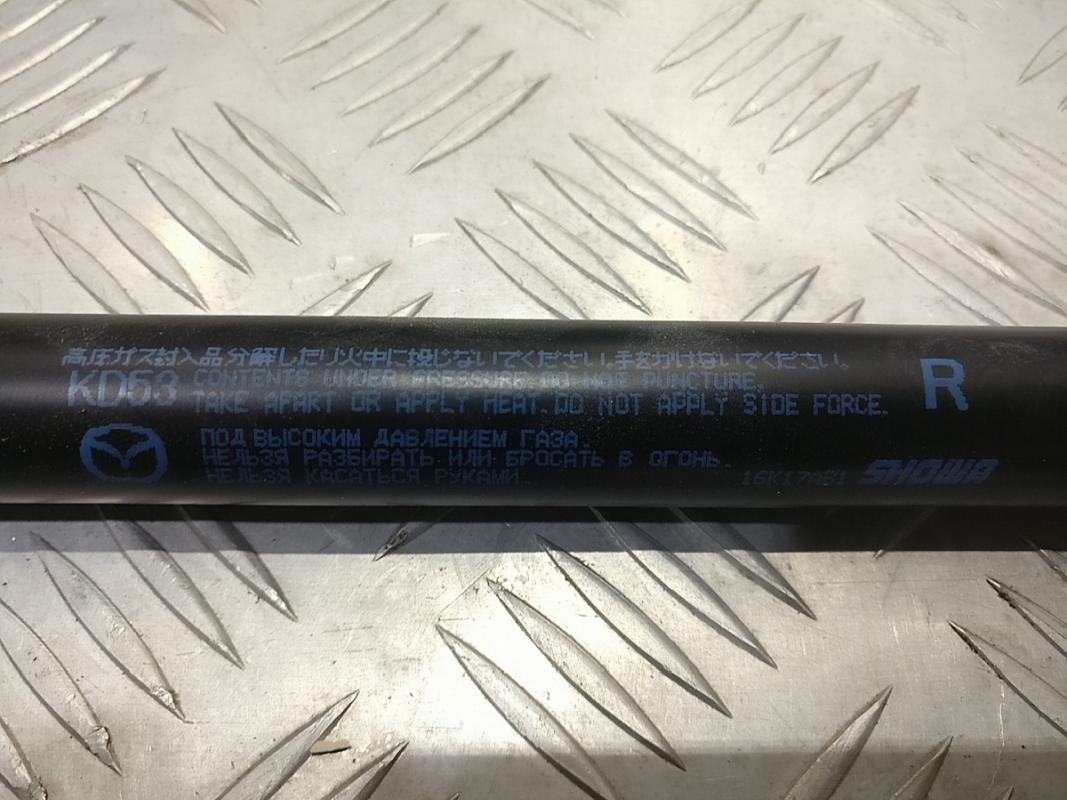 高圧ガス封入品分解したり火中に投じないでください。手をかけないでください。
KD53
CONTENTS UNDER PRESSURE DO NOT PUNCTURE.
TAKE APART OR APPLY HEAT.DO NOT APPLY SIDE FORCE.
R
ПОД ВЫСОКИМ ДАВЛЕНИЕМ ГАЗА.
НЕЛЬЗЯ РАЗБИРАТЬ ИЛИ БРОСАТЬ В ОГОНЬ.
НЕЛЬЗЯ КАСАТЬСЯ РУКАМИ.
16K17AB1 SHOWA